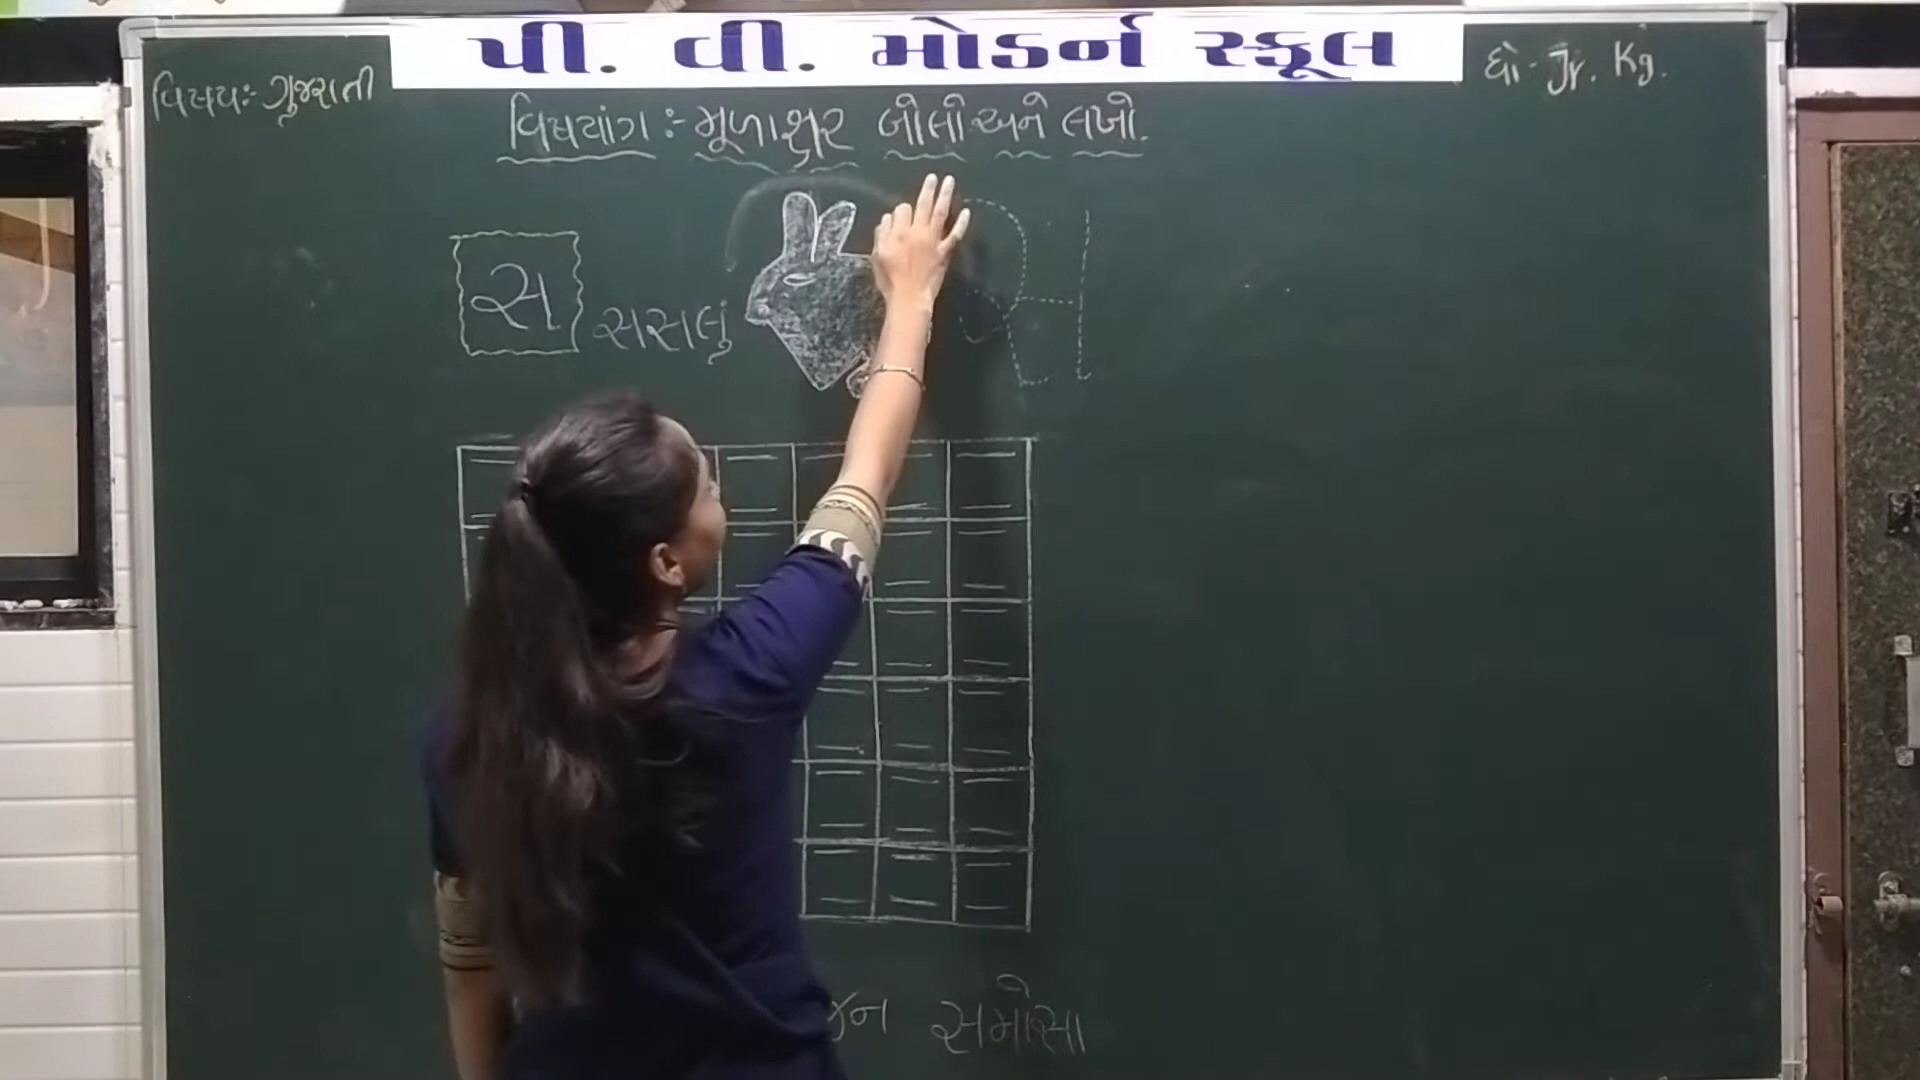 પી. વી. મોડર્ન સ્કૂલ
વિષય:- ગુજરાતી
ધો - Jr. Kg.
વિષયાંગ :- મૂળાક્ષર બોલો અને લખો.
સ સસલું સ
સમોસા